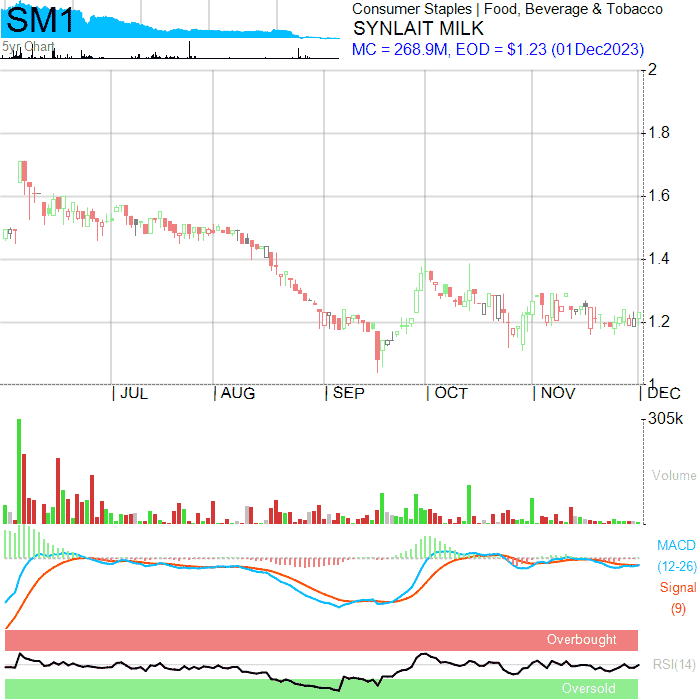 SM1
5yr Chart
Consumer Staples | Food, Beverage & Tobacco
SYNLAIT MILK
MC = 268.9M, EOD = $1.23 (01Dec2023)
2
1.8
1.6
1.4
1.2
1
JUL AUG SEP OCT NOV DEC
305k
Volume
MACD
(12-26)
Signal
(9)
Overbought
RSI(14)
Oversold